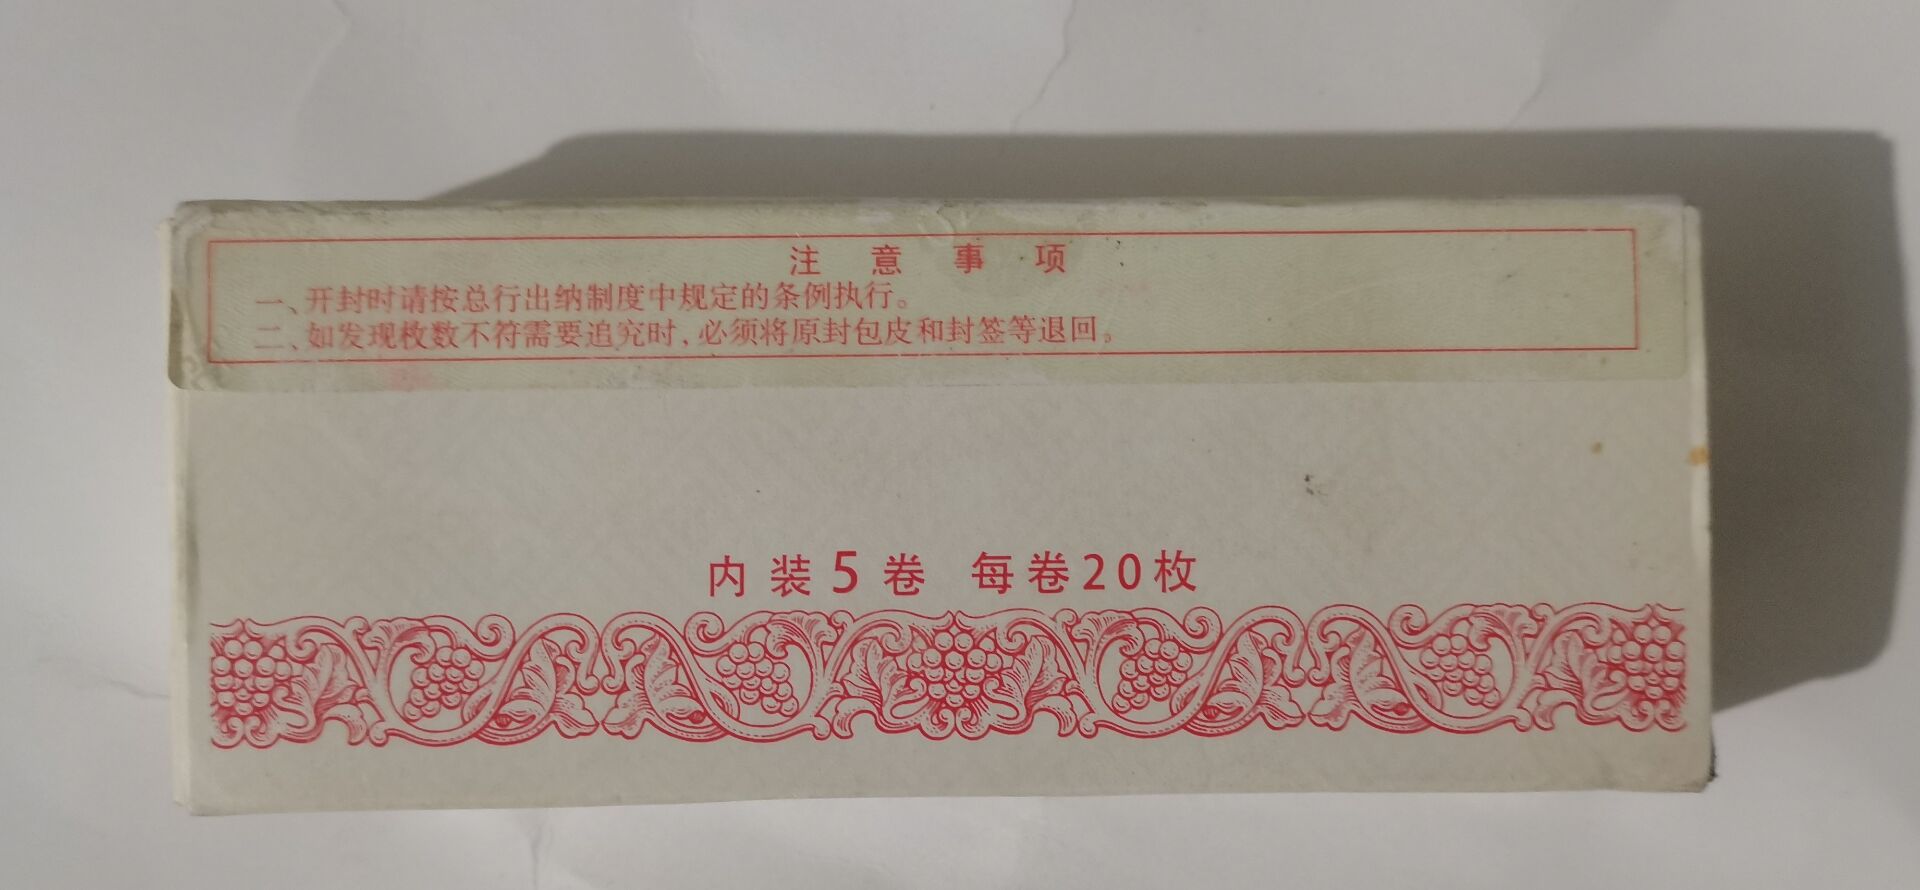 注意事项
一、开封时请按总行出纳制度中规定的条例执行。
二、如发现枚数不符需要追究时,必须将原封包皮和封签等退回。
内装5卷 每卷20枚